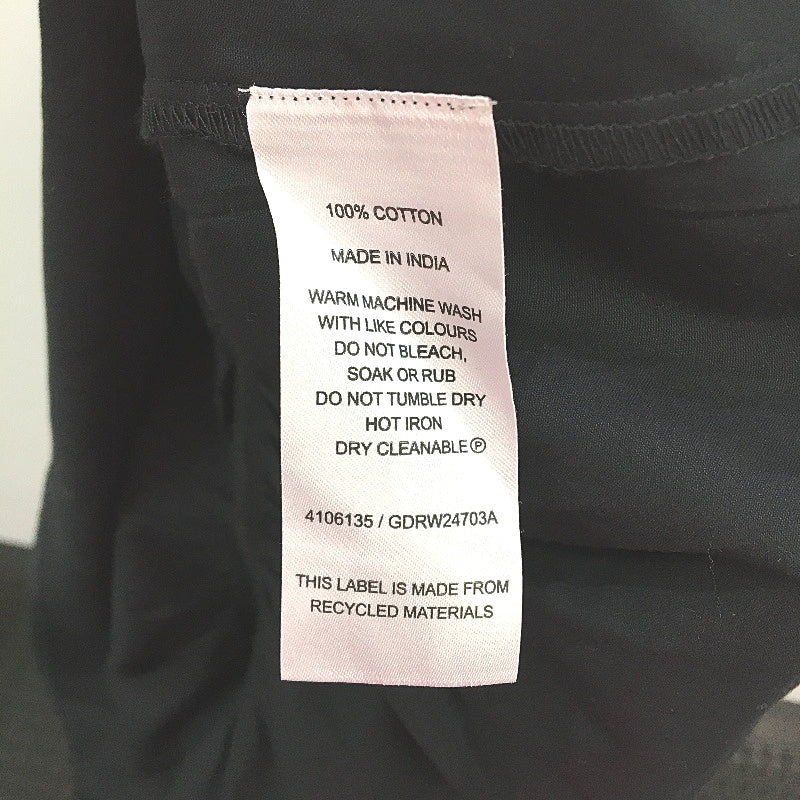 100% COTTON
MADE IN INDIA
WARM MACHINE WASH
WITH LIKE COLOURS
DO NOT BLEACH,
SOAK OR RUB
DO NOT TUMBLE DRY
HOT IRON
DRY CLEANABLE Ⓟ
4106135 / GDRW24703A
THIS LABEL IS MADE FROM
RECYCLED MATERIALS